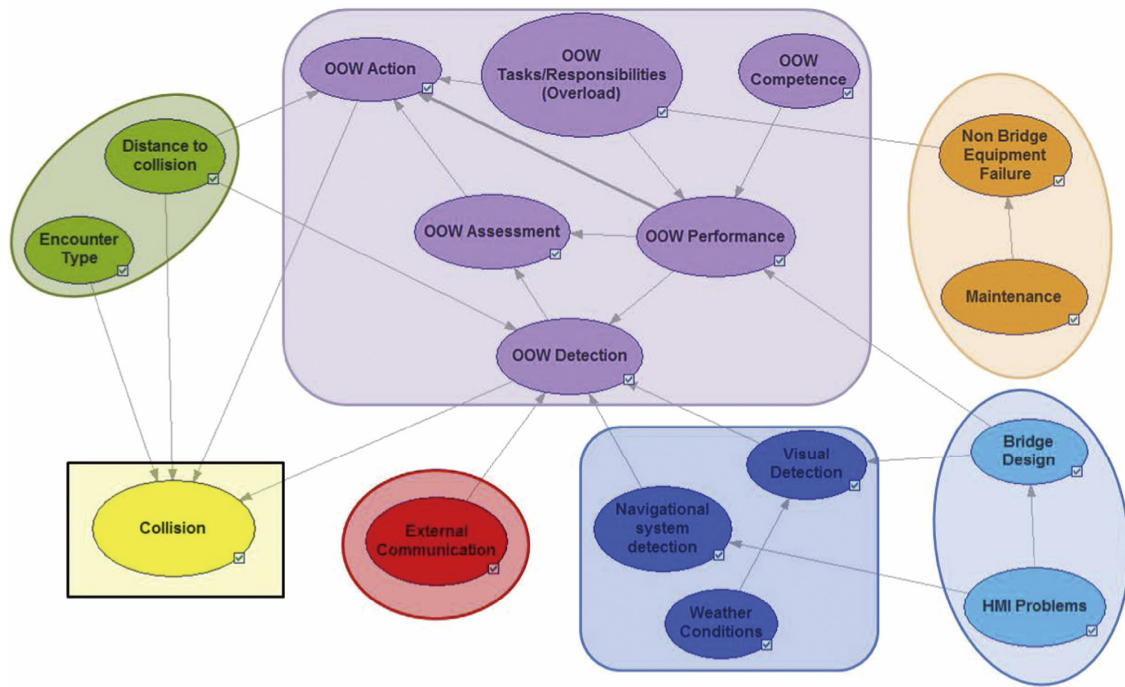 OOW Action
OOW
Tasks/Responsibilities
(Overload)
OOW
Competence
Distance to
collision
Non Bridge
Equipment
Failure
Encounter
Type
OOW Assessment
OOW Performance
Maintenance
OOW Detection
Bridge
Design
Visual
Detection
Collision
External
Communication
Navigational
system
detection
HMI Problems
Weather
Conditions